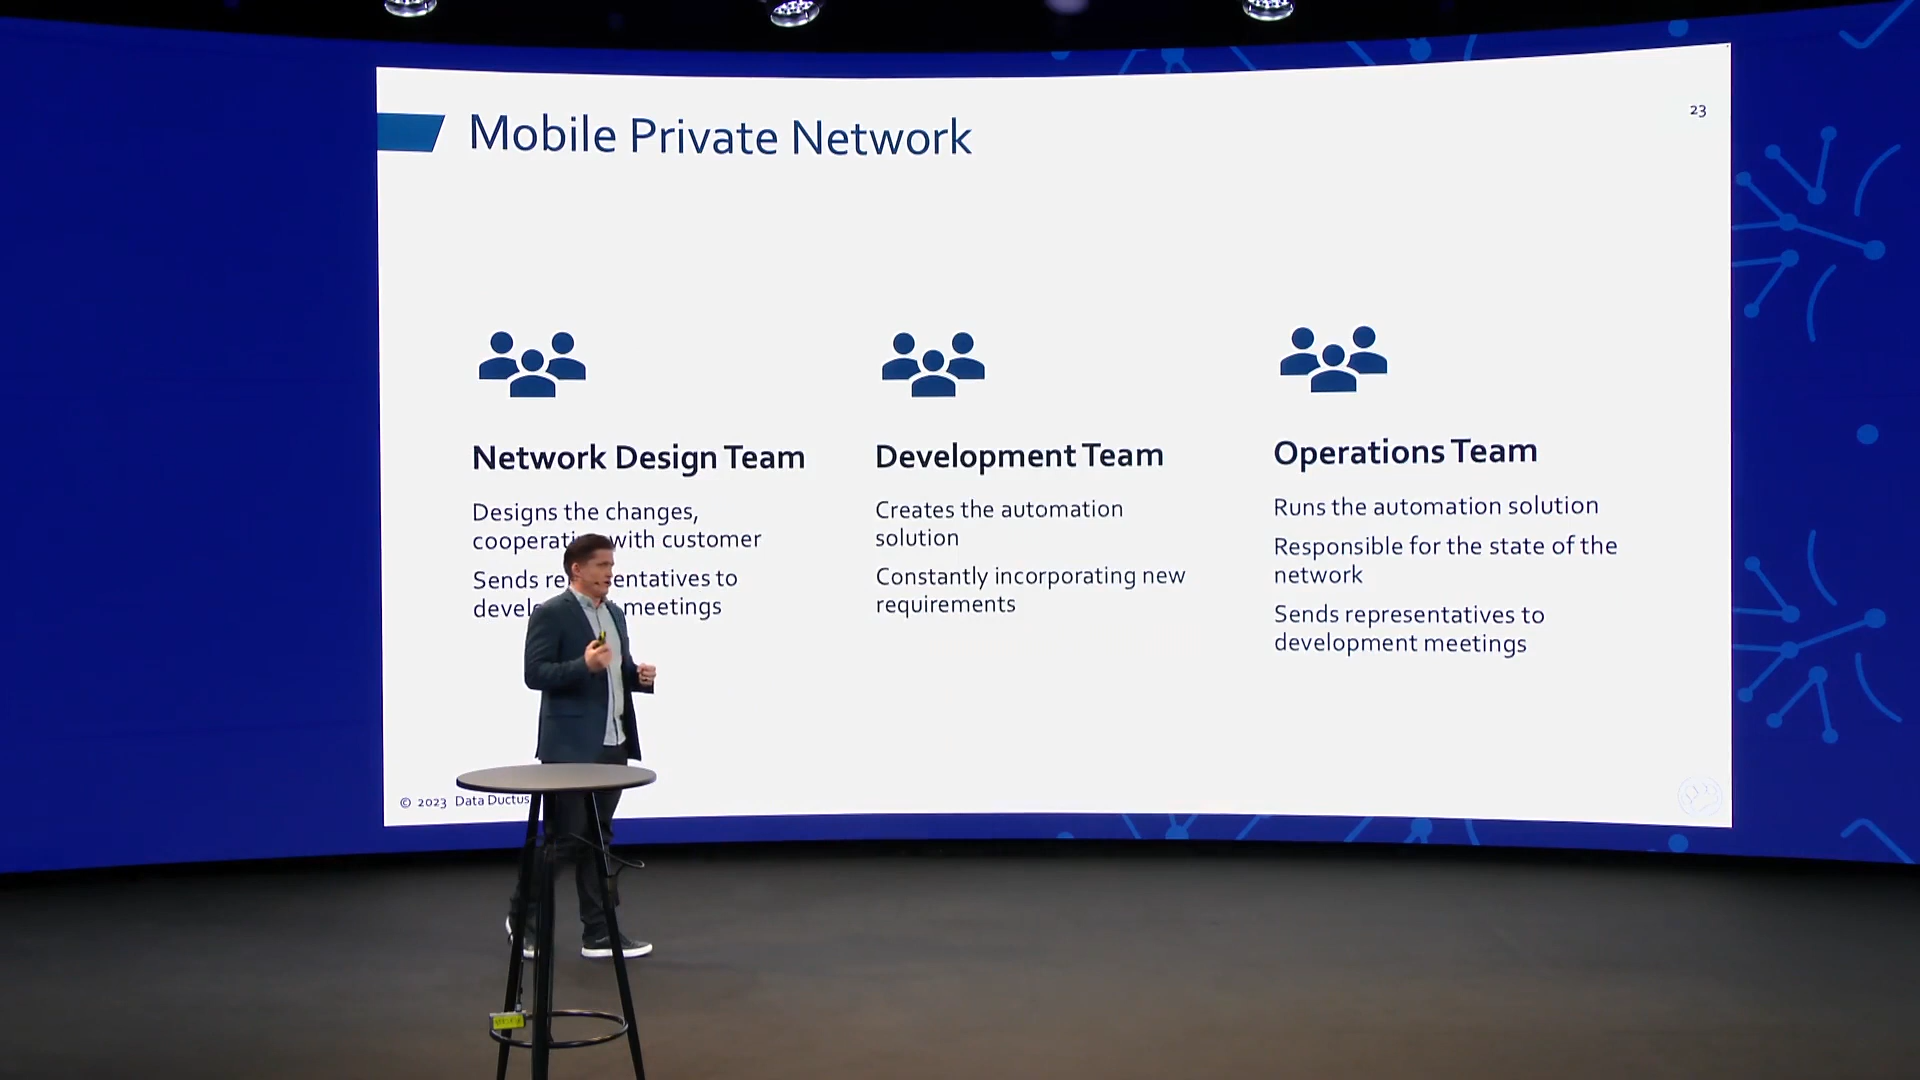 Mobile Private Network
23
Network Design Team
Designs the changes,
with customer
Sends to
meetings
Development Team
Creates the automation
solution
Constantly incorporating new
requirements
Operations Team
Runs the automation solution
Responsible for the state of the
network
Sends representatives to
development meetings
© 2023 Data Ductus